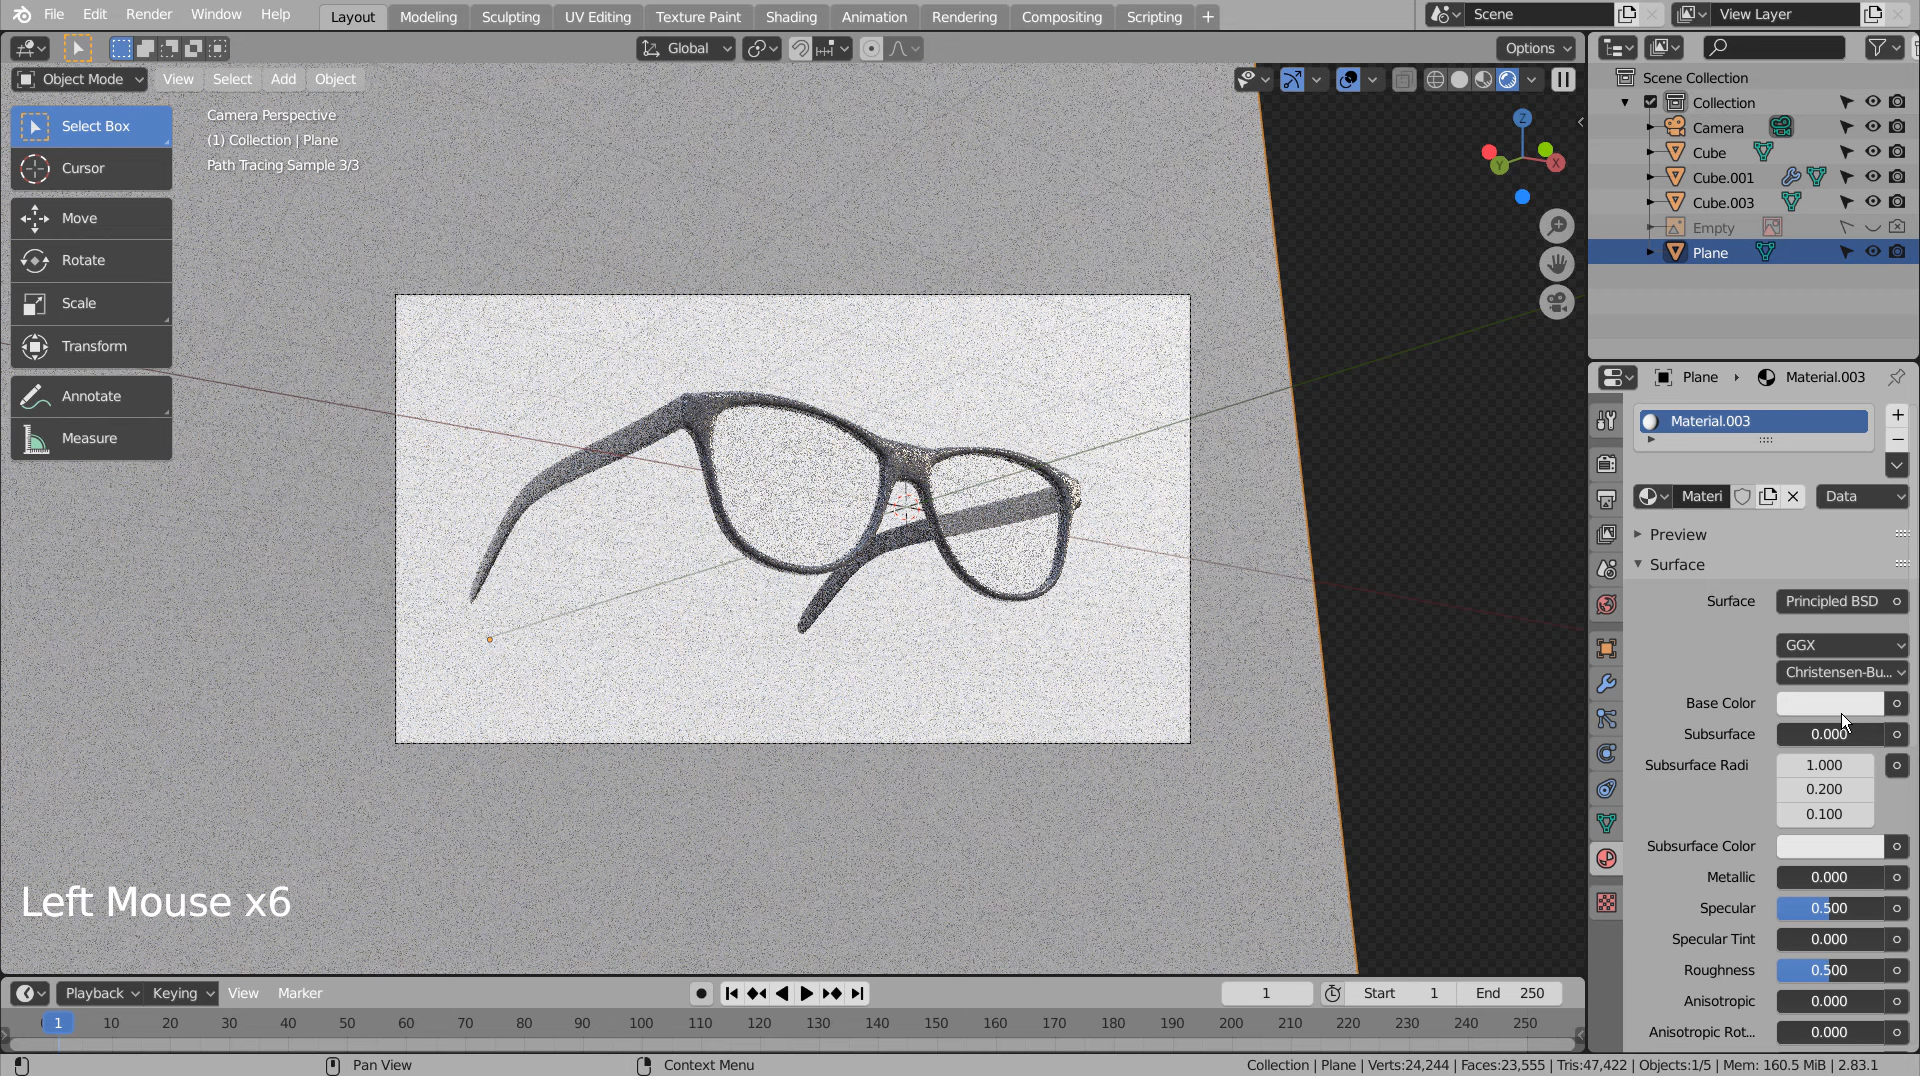 File Edit Render Window Help Layout Modeling Sculpting UV Editing Texture Paint Shading Animation Rendering Compositing Scripting + Scene View Layer
Global Options
Object Mode View Select Add Object
Select Box
Cursor
Move
Rotate
Scale
Transform
Annotate
Measure
Camera Perspective
(1) Collection | Plane
Path Tracing Sample 3/3
Z
Y
X
Left Mouse x6
Scene Collection
Collection
Camera
Cube
Cube.001
Cube.003
Empty
Plane
Plane Material.003
Material.003
Materi Data
Preview
Surface
Surface Principled BSD
GGX
Christensen-Bu...
Base Color
Subsurface 0.000
Subsurface Radi 1.000
0.200
0.100
Subsurface Color
Metallic 0.000
Specular 0.500
Specular Tint 0.000
Roughness 0.500
Anisotropic 0.000
Anisotropic Rot... 0.000
Playback Keying View Marker 1 Start 1 End 250
1 10 20 30 40 50 60 70 80 90 100 110 120 130 140 150 160 170 180 190 200 210 220 230 240 250
Pan View Context Menu Collection | Plane | Verts:24,244 | Faces:23,555 | Tris:47,422 | Objects:1/5 | Mem: 160.5 MiB | 2.83.1